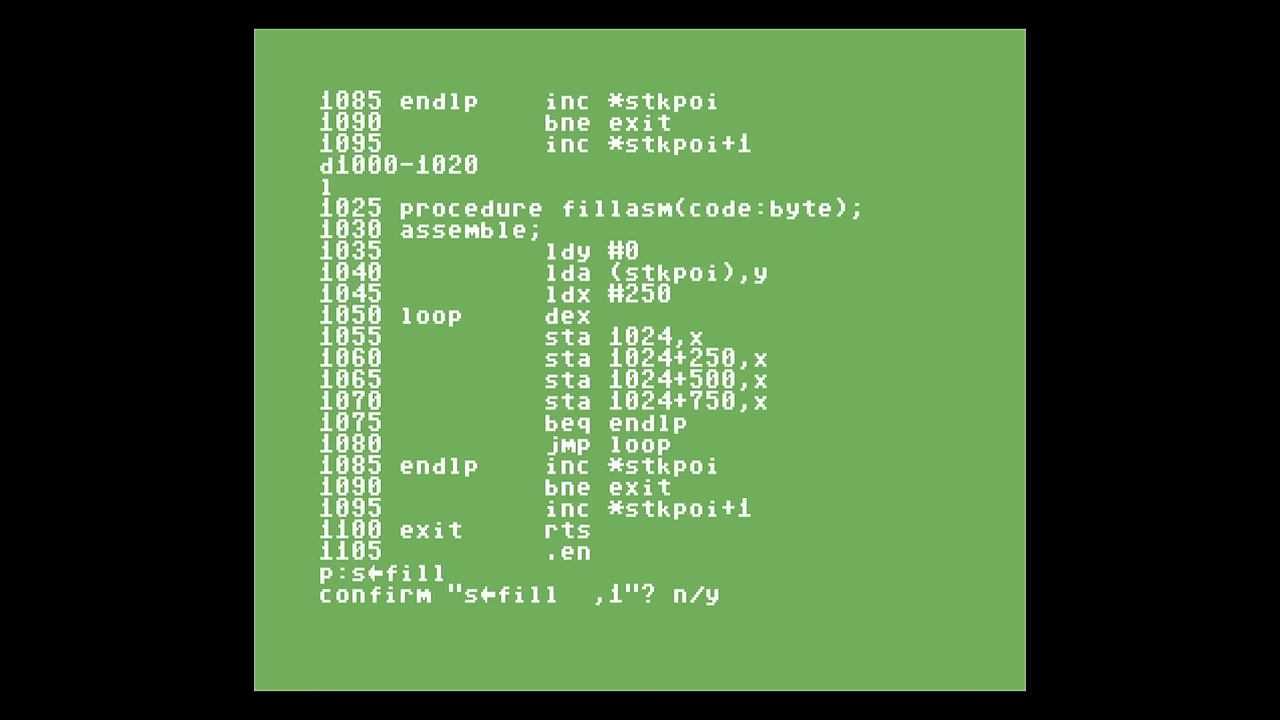 1085 endlp    inc *stkpoi
1090          bne exit
1095          inc *stkpoi+1
d1000-1020
l
1025 procedure fillasm(code:byte);
1030 assemble;
1035          ldy #0
1040          lda (stkpoi),y
1045          ldx #250
1050 loop     dex
1055          sta 1024,x
1060          sta 1024+250,x
1065          sta 1024+500,x
1070          sta 1024+750,x
1075          beq endlp
1080          jmp loop
1085 endlp    inc *stkpoi
1090          bne exit
1095          inc *stkpoi+1
1100 exit     rts
1105          .en
p:s←fill
confirm "s←fill  ,1"? n/y